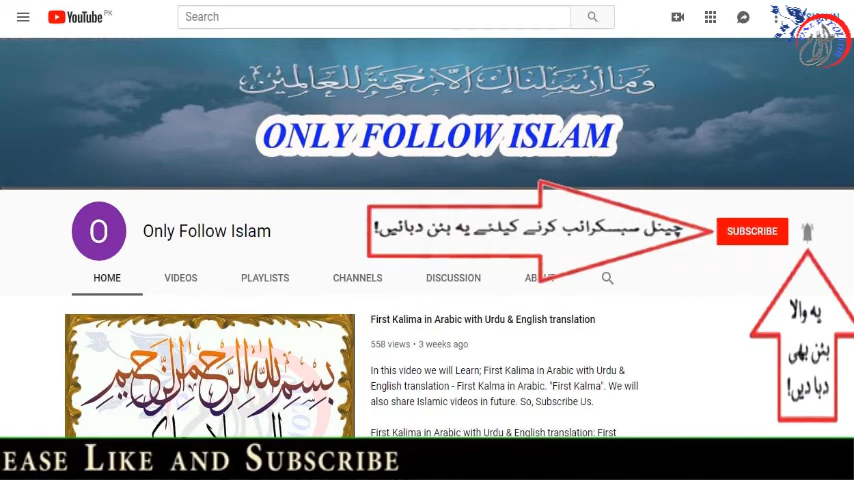 YouTube PK
Search
وما ارسلناك الا رحمة للعالمين
ONLY FOLLOW ISLAM
O
Only Follow Islam
چینل سبسکرائب کرنے کیلئے یہ بٹن دبائیں!
SUBSCRIBE
HOME VIDEOS PLAYLISTS CHANNELS DISCUSSION
یہ والا
بٹن بھی
دبا دیں!
First Kalima in Arabic with Urdu & English translation
558 views • 3 weeks ago
In this video we will Learn; First Kalima in Arabic with Urdu &
English translation - First Kalma in Arabic. "First Kalma". We will
also share Islamic videos in future. So, Subscribe Us.
First Kalima in Arabic with Urdu & English translation: First
بسم الله الرحمن الرحيم
EASE LIKE AND SUBSCRIBE